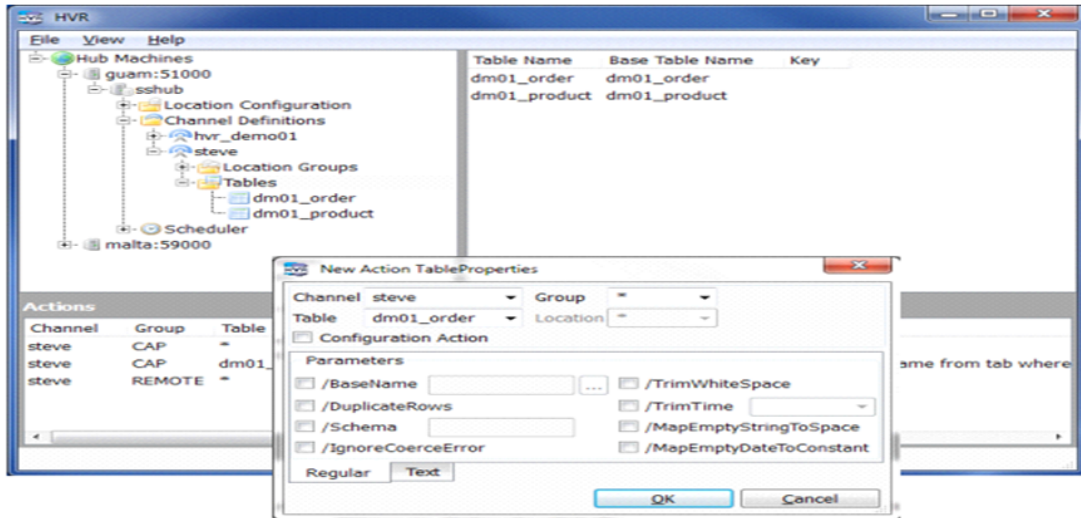 HVR
File View Help
Hub Machines
guam:51000
sshub
Location Configuration
Channel Definitions
hvr_demo01
steve
Location Groups
Tables
dm01_order
dm01_product
Scheduler
malta:59000
Table Name Base Table Name Key
dm01_order dm01_order
dm01_product dm01_product
Actions
Channel Group Table
steve CAP *
steve CAP dm01_
steve REMOTE *
ame from tab where
New Action TableProperties
Channel steve Group *
Table dm01_order Location *
Configuration Action
Parameters
/BaseName ... /TrimWhiteSpace
/DuplicateRows /TrimTime
/Schema /MapEmptyStringToSpace
/IgnoreCoerceError /MapEmptyDateToConstant
Regular Text
OK Cancel